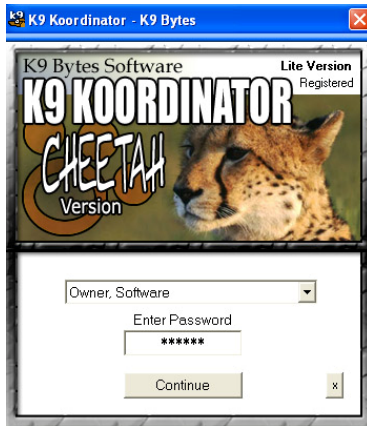 K9 Koordinator - K9 Bytes
K9 Bytes Software
Lite Version
Registered
K9 KOORDINATOR
CHEETAH
Version
Owner, Software
Enter Password
******
Continue
x